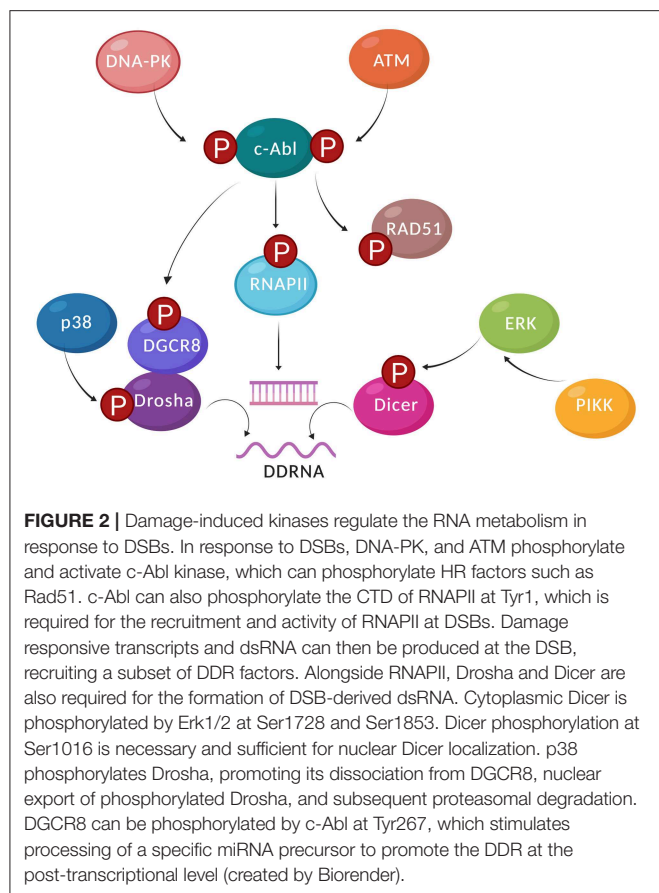 DNA-PK
ATM
P
c-Abl
P
P
RAD51
P
RNAPII
p38
P
DGCR8
P
Drosha
ERK
P
Dicer
PIKK
DDRNA
FIGURE 2 | Damage-induced kinases regulate the RNA metabolism in
response to DSBs. In response to DSBs, DNA-PK, and ATM phosphorylate
and activate c-Abl kinase, which can phosphorylate HR factors such as
Rad51. c-Abl can also phosphorylate the CTD of RNAPII at Tyr1, which is
required for the recruitment and activity of RNAPII at DSBs. Damage
responsive transcripts and dsRNA can then be produced at the DSB,
recruiting a subset of DDR factors. Alongside RNAPII, Drosha and Dicer are
also required for the formation of DSB-derived dsRNA. Cytoplasmic Dicer is
phosphorylated by Erk1/2 at Ser1728 and Ser1853. Dicer phosphorylation at
Ser1016 is necessary and sufficient for nuclear Dicer localization. p38
phosphorylates Drosha, promoting its dissociation from DGCR8, nuclear
export of phosphorylated Drosha, and subsequent proteasomal degradation.
DGCR8 can be phosphorylated by c-Abl at Tyr267, which stimulates
processing of a specific miRNA precursor to promote the DDR at the
post-transcriptional level (created by Biorender).